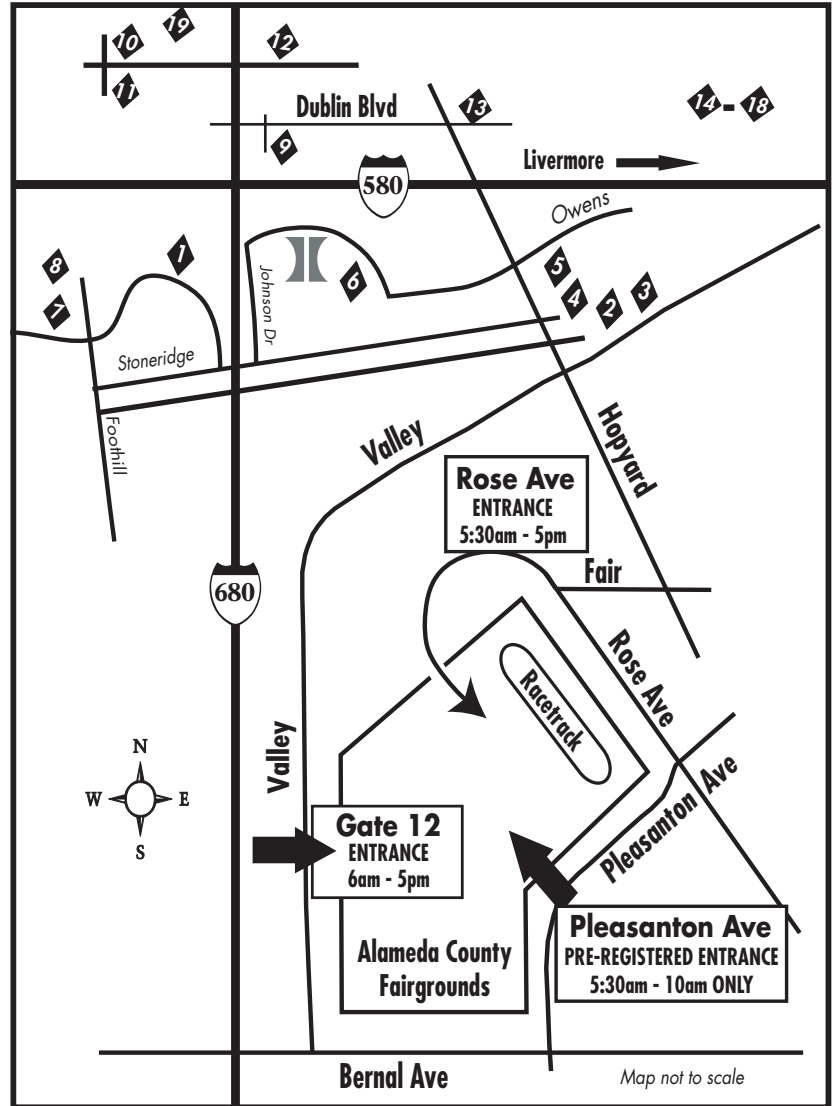 10
19
12
11
Dublin Blvd
13
14 - 18
9
Livermore
580
Owens
8
1
Johnson Dr
6
5
7
4
2
3
Stoneridge
Foothill
Hopyard
Valley
Rose Ave
ENTRANCE
5:30am - 5pm
Fair
680
Rose Ave
Racetrack
Valley
N
W
E
S
Pleasanton Ave
Gate 12
ENTRANCE
6am - 5pm
Pleasanton Ave
PRE-REGISTERED ENTRANCE
5:30am - 10am ONLY
Alameda County
Fairgrounds
Bernal Ave
Map not to scale